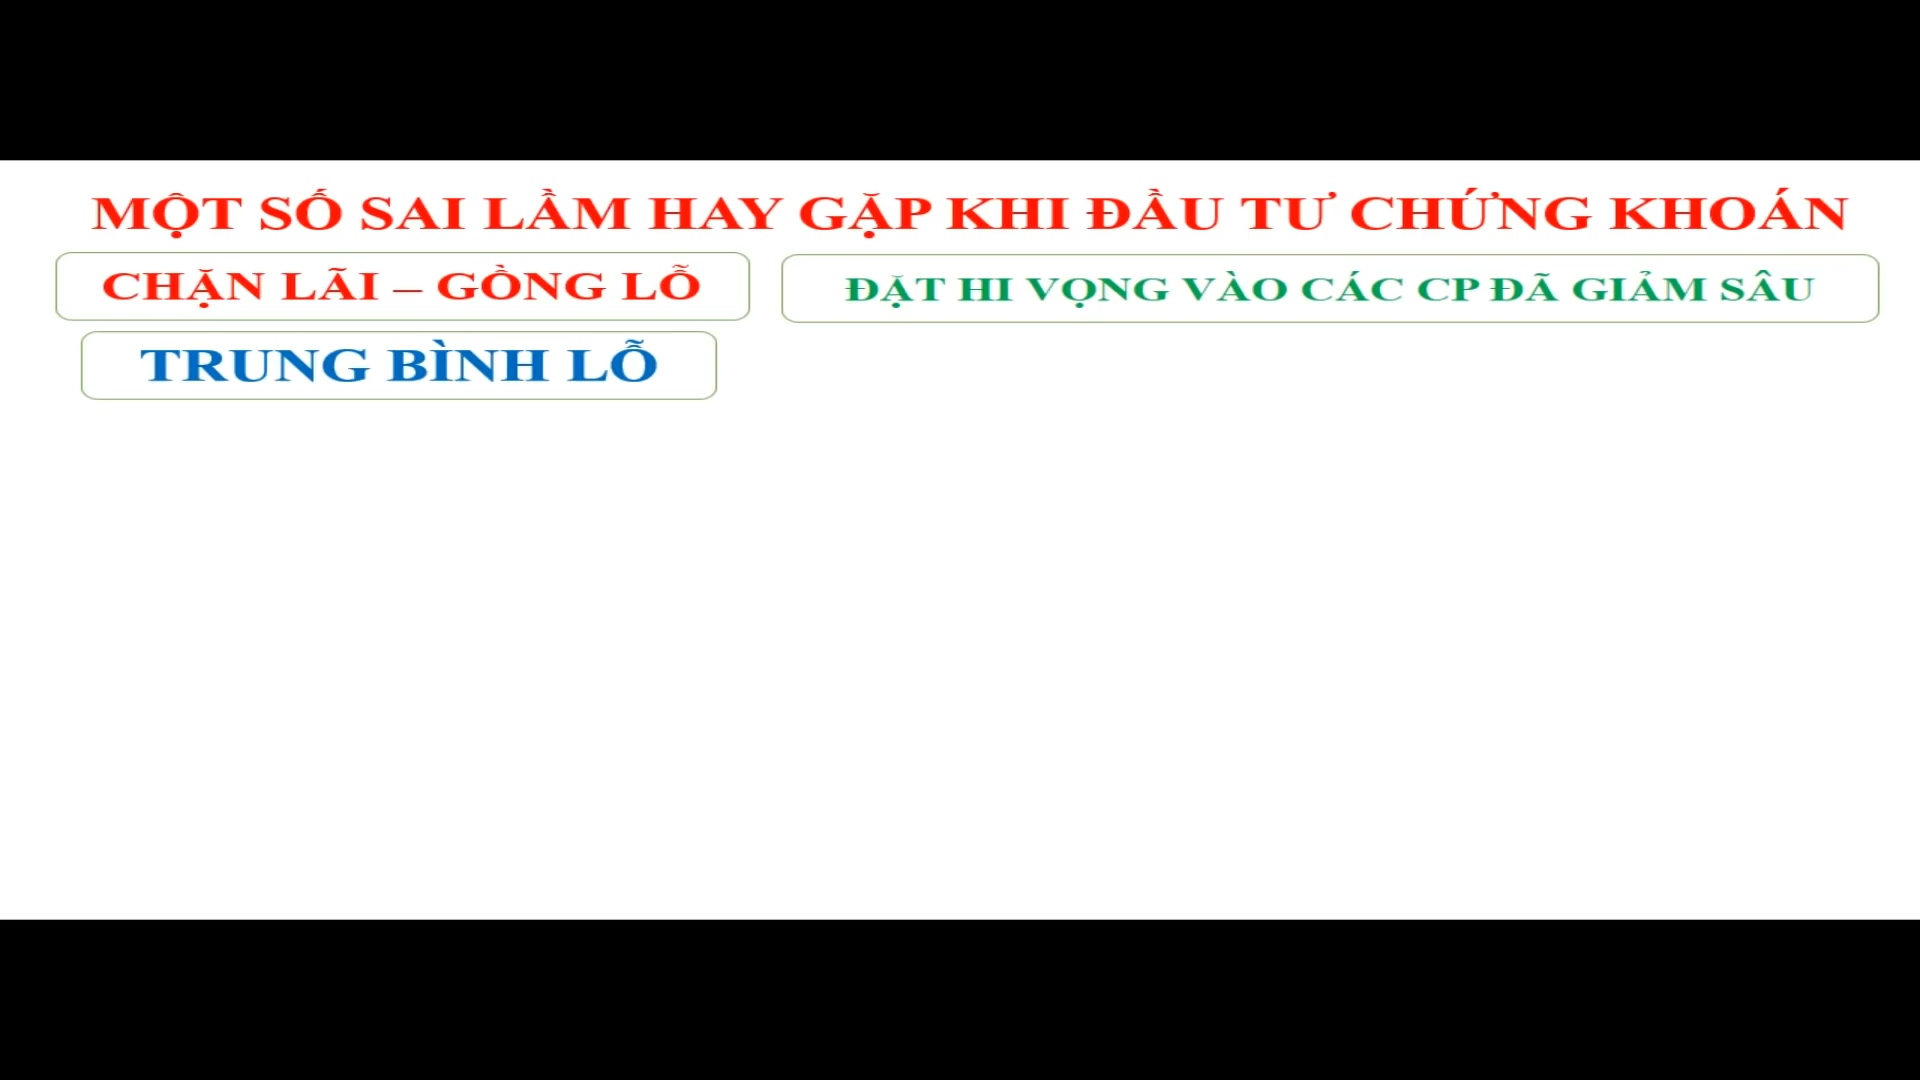 MỘT SỐ SAI LẦM HAY GẶP KHI ĐẦU TƯ CHỨNG KHOÁN
CHẶN LÃI – GỒNG LỖ
ĐẶT HI VỌNG VÀO CÁC CP ĐÃ GIẢM SÂU
TRUNG BÌNH LỖ